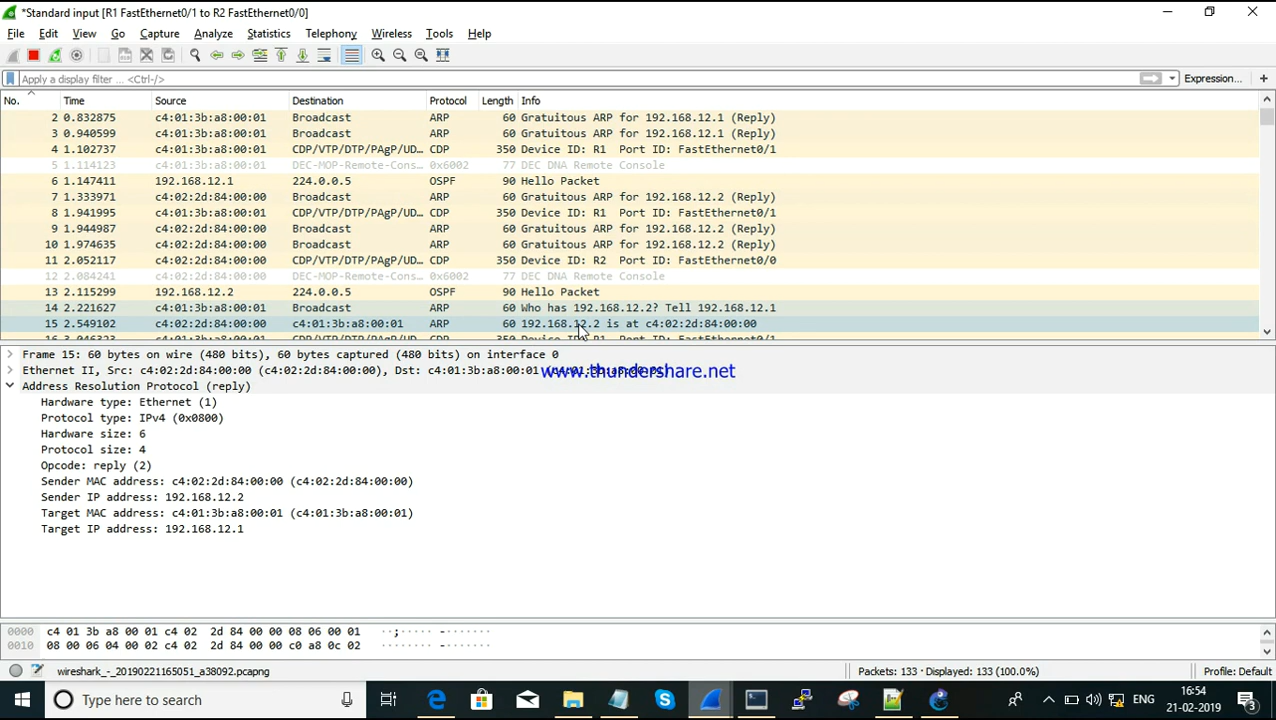 *Standard input [R1 FastEthernet0/1 to R2 FastEthernet0/0]
File Edit View Go Capture Analyze Statistics Telephony Wireless Tools Help
Apply a display filter ... <Ctrl-/> Expression... +
No. Time Source Destination Protocol Length Info
2 0.832875 c4:01:3b:a8:00:01 Broadcast ARP 60 Gratuitous ARP for 192.168.12.1 (Reply)
3 0.940599 c4:01:3b:a8:00:01 Broadcast ARP 60 Gratuitous ARP for 192.168.12.1 (Reply)
4 1.102737 c4:01:3b:a8:00:01 CDP/VTP/DTP/PAgP/UD… CDP 350 Device ID: R1 Port ID: FastEthernet0/1
5 1.114123 c4:01:3b:a8:00:01 DEC-MOP-Remote-Cons… 0x6002 77 DEC DNA Remote Console
6 1.147411 192.168.12.1 224.0.0.5 OSPF 90 Hello Packet
7 1.333971 c4:02:2d:84:00:00 Broadcast ARP 60 Gratuitous ARP for 192.168.12.2 (Reply)
8 1.941995 c4:01:3b:a8:00:01 CDP/VTP/DTP/PAgP/UD… CDP 350 Device ID: R1 Port ID: FastEthernet0/1
9 1.944987 c4:02:2d:84:00:00 Broadcast ARP 60 Gratuitous ARP for 192.168.12.2 (Reply)
10 1.974635 c4:02:2d:84:00:00 Broadcast ARP 60 Gratuitous ARP for 192.168.12.2 (Reply)
11 2.052117 c4:02:2d:84:00:00 CDP/VTP/DTP/PAgP/UD… CDP 350 Device ID: R2 Port ID: FastEthernet0/0
12 2.084241 c4:02:2d:84:00:00 DEC-MOP-Remote-Cons… 0x6002 77 DEC DNA Remote Console
13 2.115299 192.168.12.2 224.0.0.5 OSPF 90 Hello Packet
14 2.221627 c4:01:3b:a8:00:01 Broadcast ARP 60 Who has 192.168.12.2? Tell 192.168.12.1
15 2.549102 c4:02:2d:84:00:00 c4:01:3b:a8:00:01 ARP 60 192.168.12.2 is at c4:02:2d:84:00:00
Frame 15: 60 bytes on wire (480 bits), 60 bytes captured (480 bits) on interface 0
Ethernet II, Src: c4:02:2d:84:00:00 (c4:02:2d:84:00:00), Dst: c4:01:3b:a8:00:01
www.thundershare.net
Address Resolution Protocol (reply)
Hardware type: Ethernet (1)
Protocol type: IPv4 (0x0800)
Hardware size: 6
Protocol size: 4
Opcode: reply (2)
Sender MAC address: c4:02:2d:84:00:00 (c4:02:2d:84:00:00)
Sender IP address: 192.168.12.2
Target MAC address: c4:01:3b:a8:00:01 (c4:01:3b:a8:00:01)
Target IP address: 192.168.12.1
0000 c4 01 3b a8 00 01 c4 02 2d 84 00 00 08 06 00 01 ··;····· -·······
0010 08 00 06 04 00 02 c4 02 2d 84 00 00 c0 a8 0c 02 ········ -·······
wireshark_-_20190221165051_a38092.pcapng Packets: 133 · Displayed: 133 (100.0%) Profile: Default
Type here to search ENG 16:54
21-02-2019 3